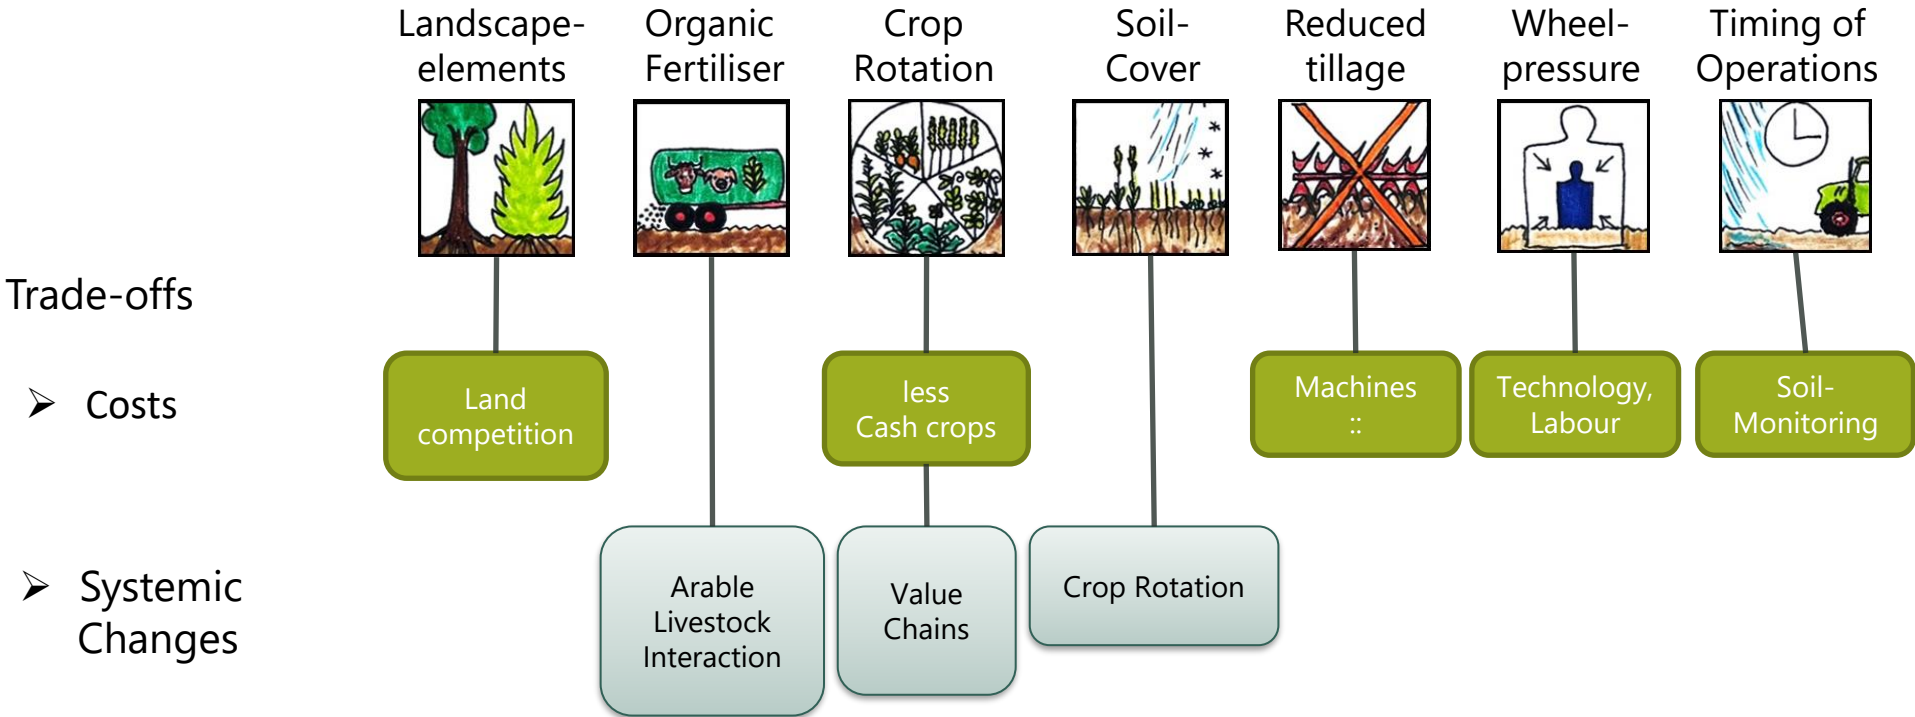 Landscape-
elements
Organic
Fertiliser
Crop
Rotation
Soil-
Cover
Reduced
tillage
Wheel-
pressure
Timing of
Operations
Trade-offs
➢ Costs
Land
competition
less
Cash crops
Machines
::
Technology,
Labour
Soil-
Monitoring
➢ Systemic
Changes
Arable
Livestock
Interaction
Value
Chains
Crop Rotation